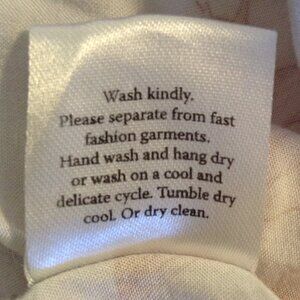 Wash kindly.
Please separate from fast
fashion garments.
Hand wash and hang dry
or wash on a cool and
delicate cycle. Tumble dry
cool. Or dry clean.